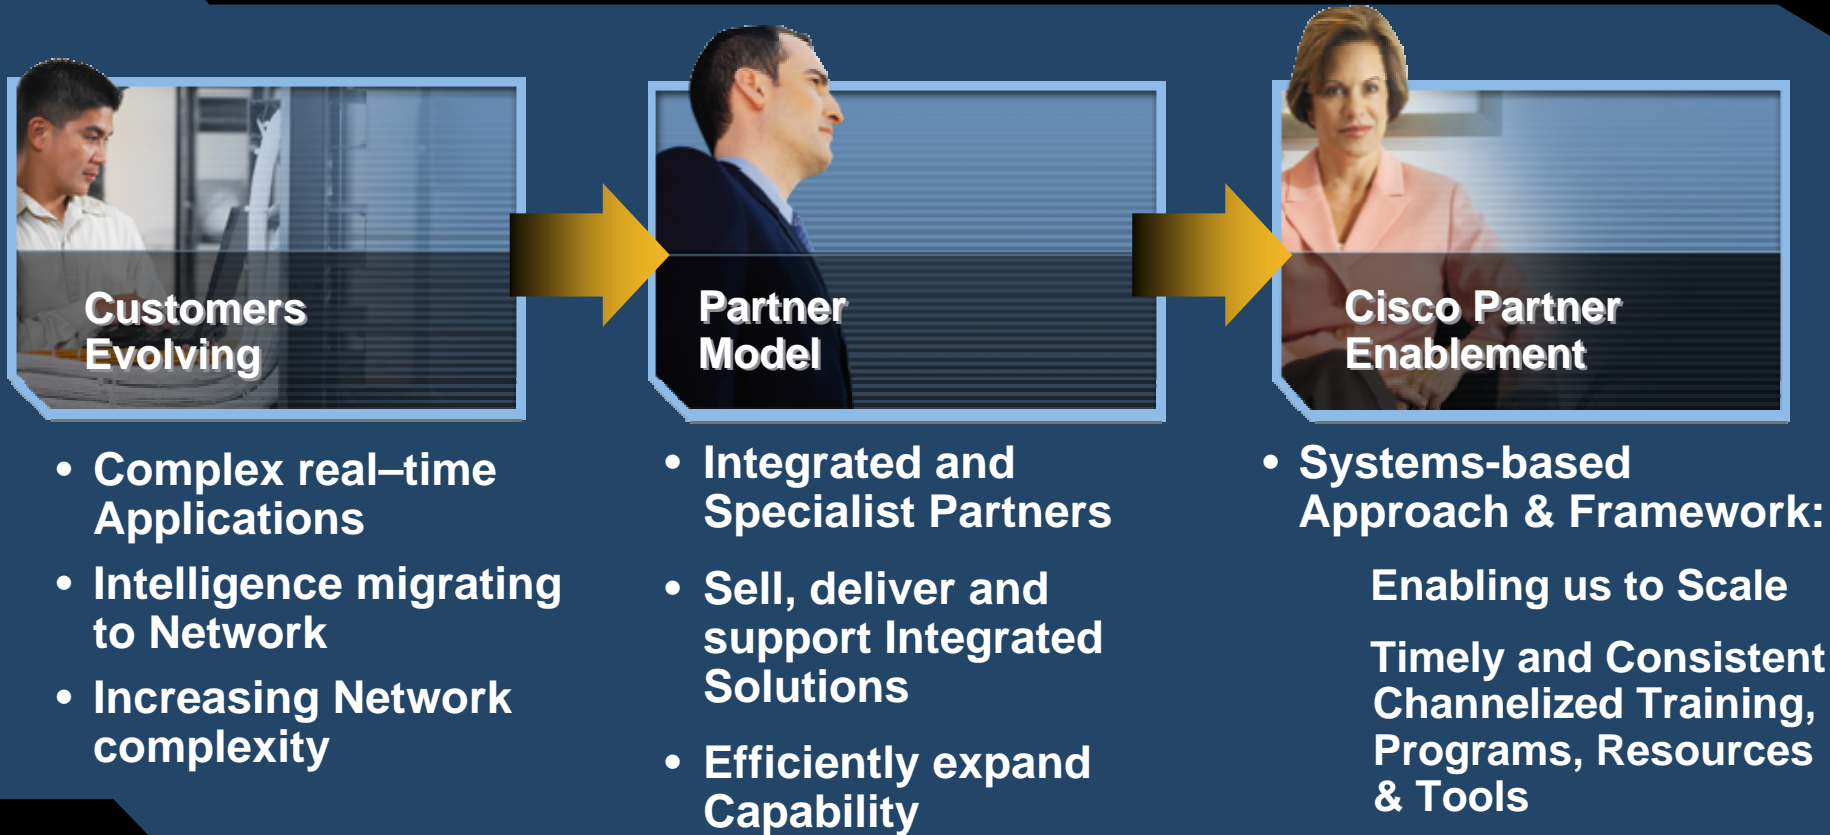 Customers
Evolving
• Complex real–time
Applications
• Intelligence migrating
to Network
• Increasing Network
complexity
Partner
Model
• Integrated and
Specialist Partners
• Sell, deliver and
support Integrated
Solutions
• Efficiently expand
Capability
Cisco Partner
Enablement
• Systems-based
Approach & Framework:
Enabling us to Scale
Timely and Consistent
Channelized Training,
Programs, Resources
& Tools